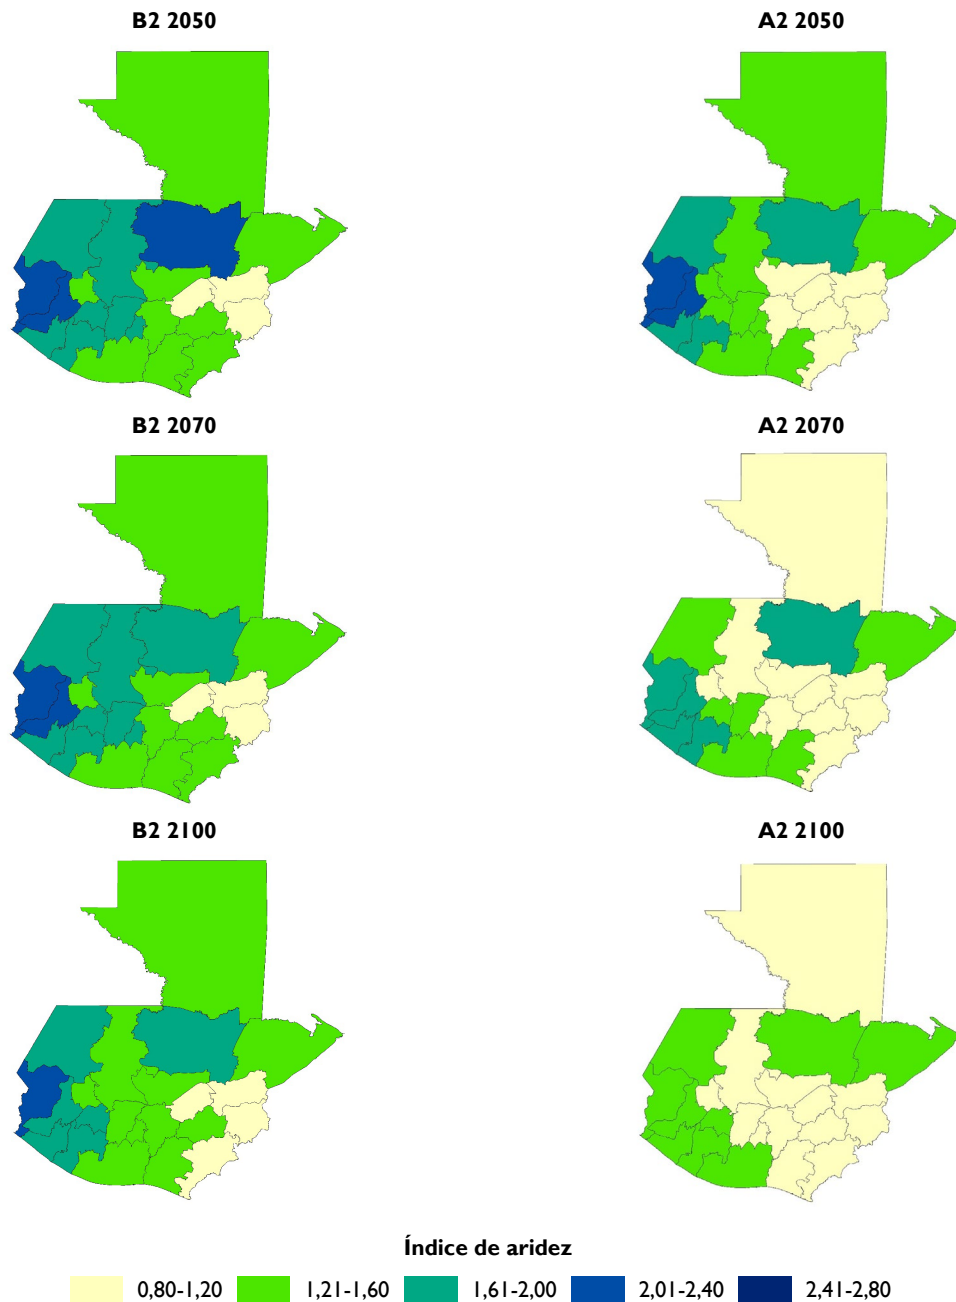 B2 2050
A2 2050
B2 2070
A2 2070
B2 2100
A2 2100
Índice de aridez
0,80-1,20
1,21-1,60
1,61-2,00
2,01-2,40
2,41-2,80